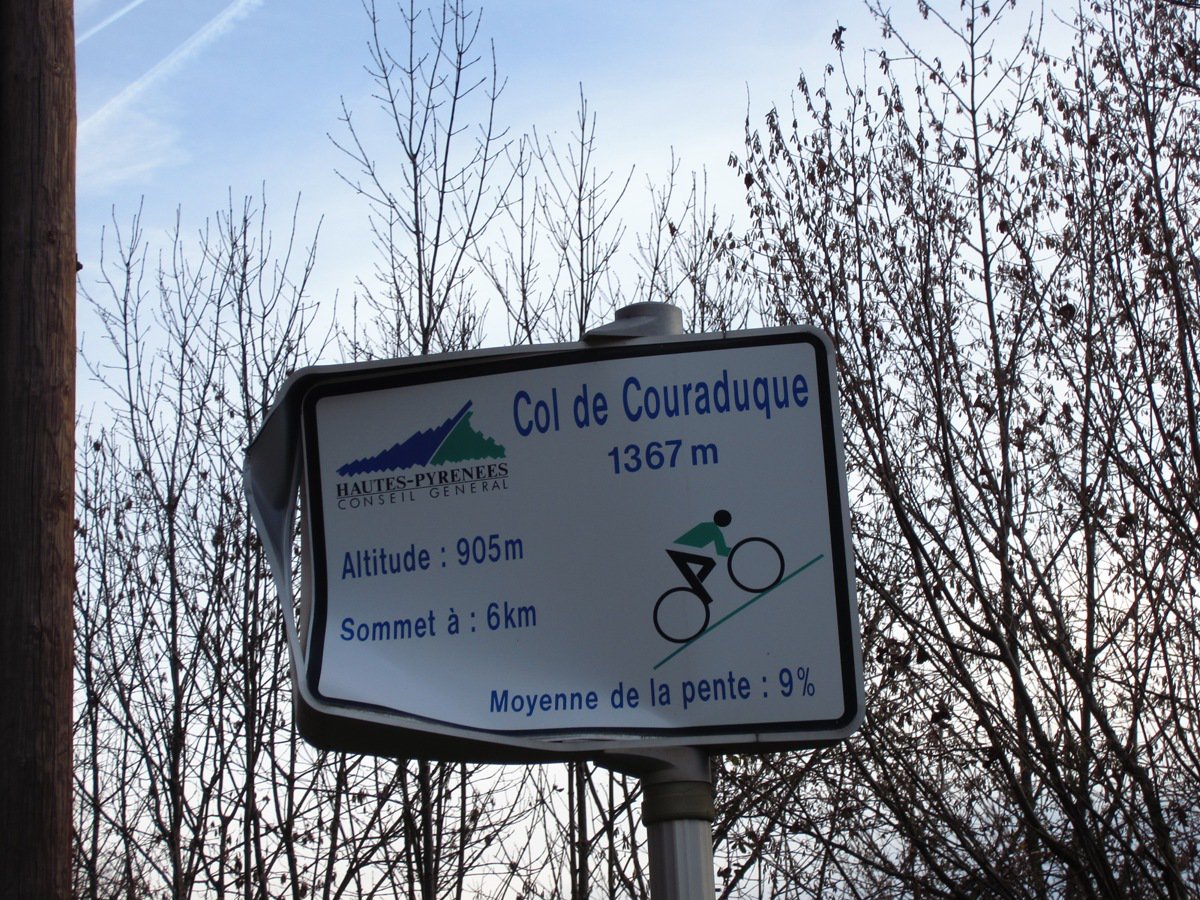 Col de Couraduque
1367 m
HAUTES-PYRENEES
CONSEIL GENERAL
Altitude : 905m
Sommet à : 6km
Moyenne de la pente : 9%